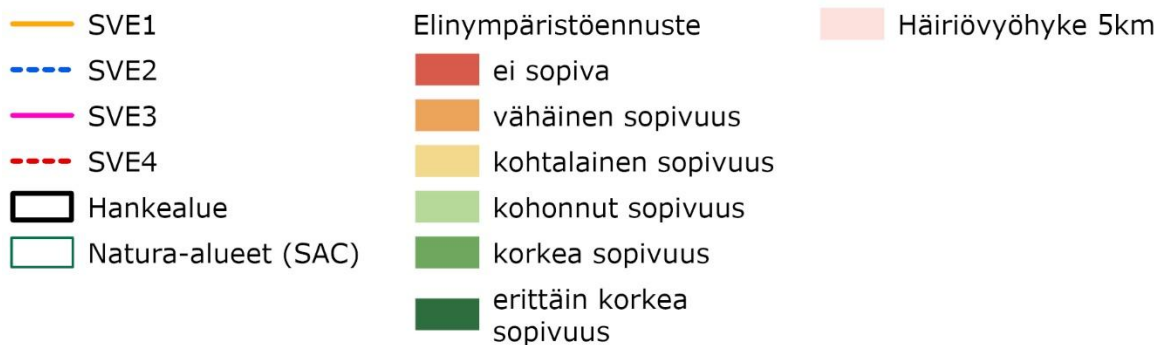 SVE1
SVE2
SVE3
SVE4
Hankealue
Natura-alueet (SAC)
Elinympäristöennuste
ei sopiva
vähäinen sopivuus
kohtalainen sopivuus
kohonnut sopivuus
korkea sopivuus
erittäin korkea
sopivuus
Häiriövyöhyke 5km